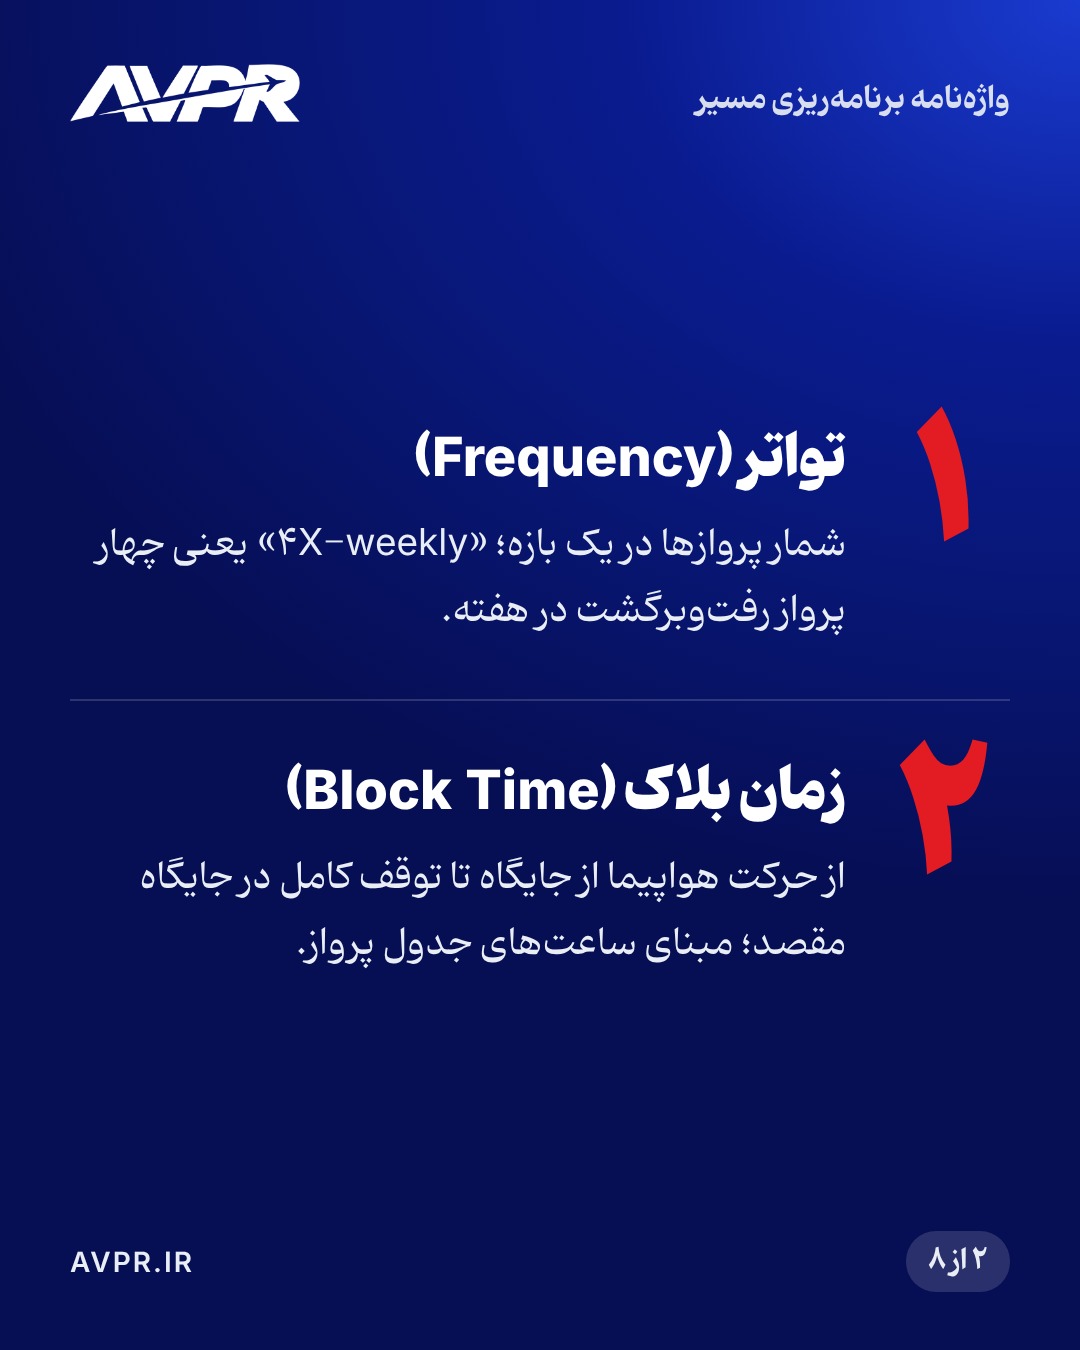 واژه‌نامه برنامه‌ریزی مسیر
AVPR
۱
تواتر (Frequency)
شمار پروازها در یک بازه؛ «۴X-weekly» یعنی چهار
پرواز رفت‌وبرگشت در هفته.
۲
زمان بلاک (Block Time)
از حرکت هواپیما از جایگاه تا توقف کامل در جایگاه
مقصد؛ مبنای ساعت‌های جدول پرواز.
۲ از ۸
AVPR.IR